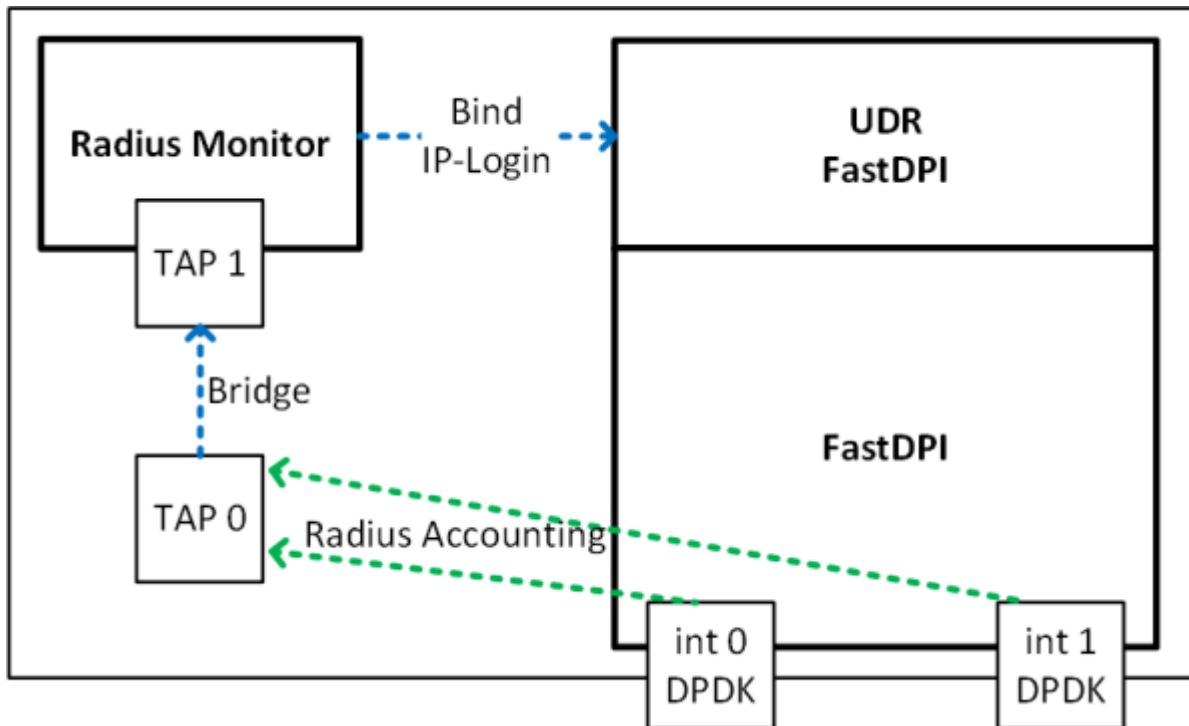 Radius Monitor
Bind
IP-Login
UDR
FastDPI
TAP 1
Bridge
TAP 0
Radius Accounting
FastDPI
int 0
DPDK
int 1
DPDK